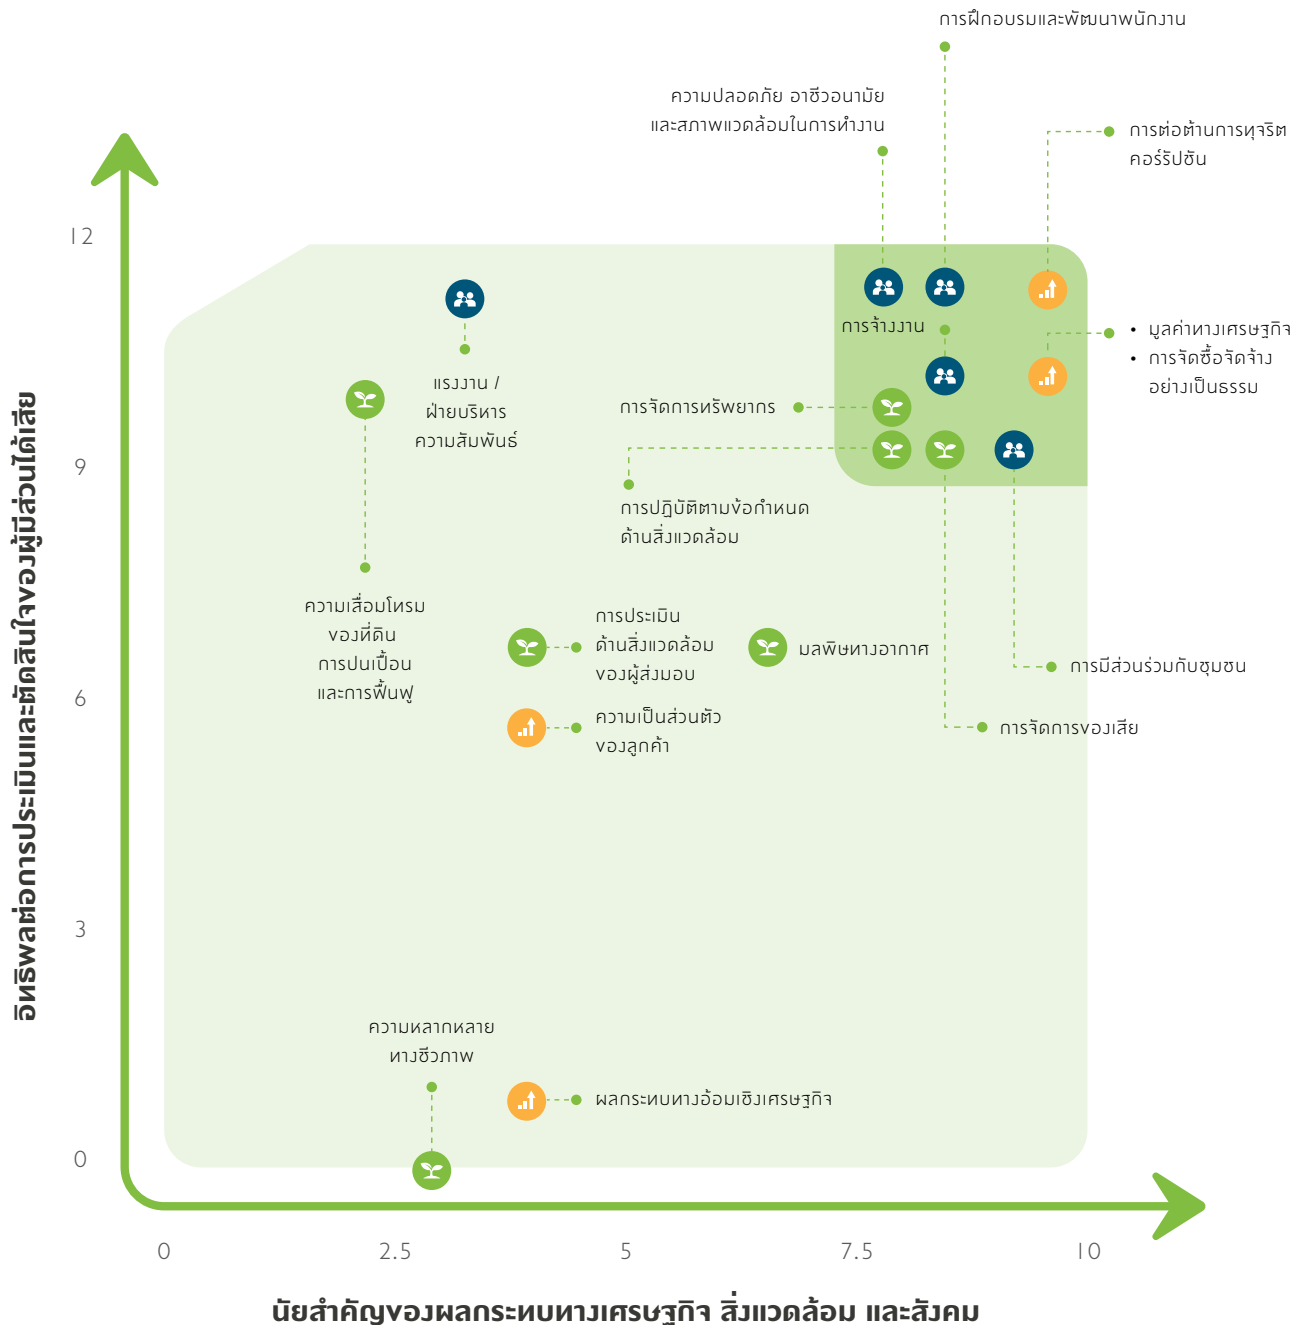 การฝึกอบรมและพัฒนาพนักงาน
ความปลอดภัย อาชีวอนามัย
และสภาพแวดล้อมในการทำงาน
การต่อต้านการทุจริต
คอร์รัปชัน
12
การจ้างงาน
• มูลค่าทางเศรษฐกิจ
• การจัดซื้อจัดจ้าง
อย่างเป็นธรรม
แรงงาน /
ฝ่ายบริหาร
ความสัมพันธ์
การจัดการทรัพยากร
9
การปฏิบัติตามข้อกำหนด
ด้านสิ่งแวดล้อม
ความเสื่อมโทรม
ของที่ดิน
การปนเปื้อน
และการฟื้นฟู
การประเมิน
ด้านสิ่งแวดล้อม
ของผู้ส่งมอบ
มลพิษทางอากาศ
การมีส่วนร่วมกับชุมชน
6
ความเป็นส่วนตัว
ของลูกค้า
การจัดการของเสีย
อิทธิพลต่อการประเมินและตัดสินใจของผู้มีส่วนได้เสีย
3
ความหลากหลาย
ทางชีวภาพ
ผลกระทบทางอ้อมเชิงเศรษฐกิจ
0
0
2.5
5
7.5
10
นัยสำคัญของผลกระทบทางเศรษฐกิจ สิ่งแวดล้อม และสังคม